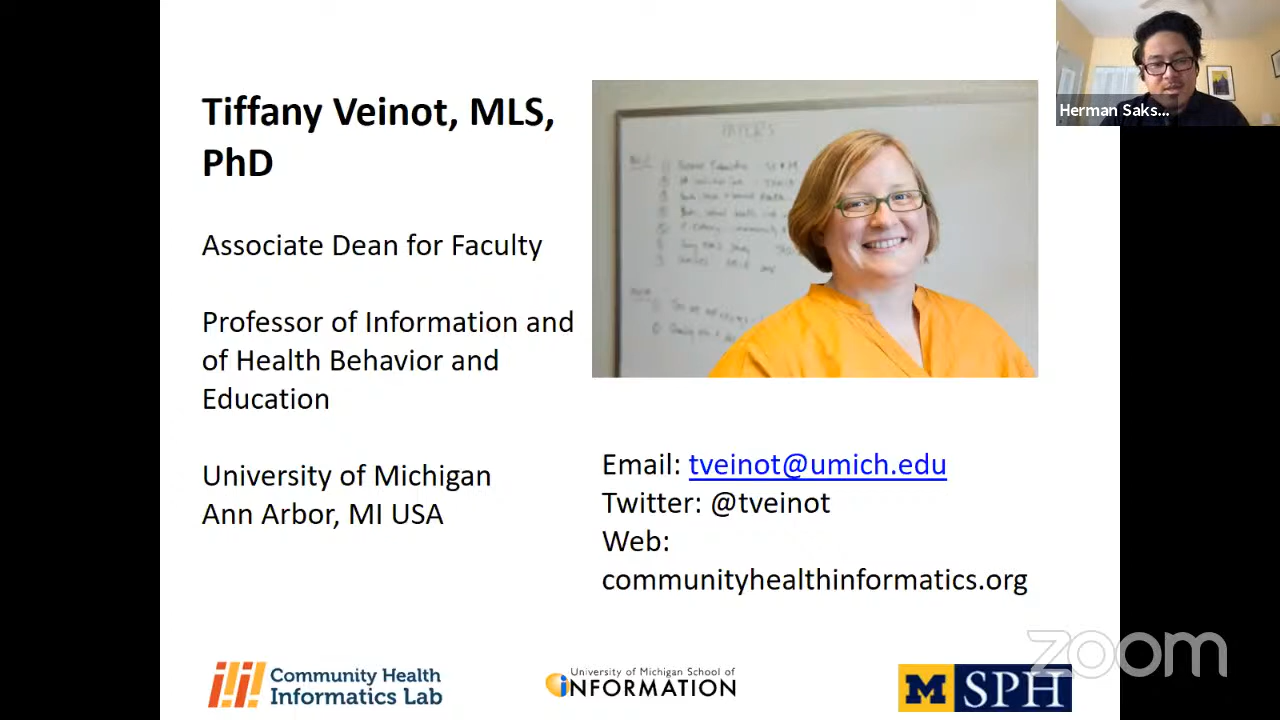 Tiffany Veinot, MLS,
PhD
Associate Dean for Faculty
Professor of Information and
of Health Behavior and
Education
University of Michigan
Ann Arbor, MI USA
Herman Saks...
Email: tveinot@umich.edu
Twitter: @tveinot
Web:
communityhealthinformatics.org
Community Health
Informatics Lab
University of Michigan School of
iNFORMATION
M SPH
zoom